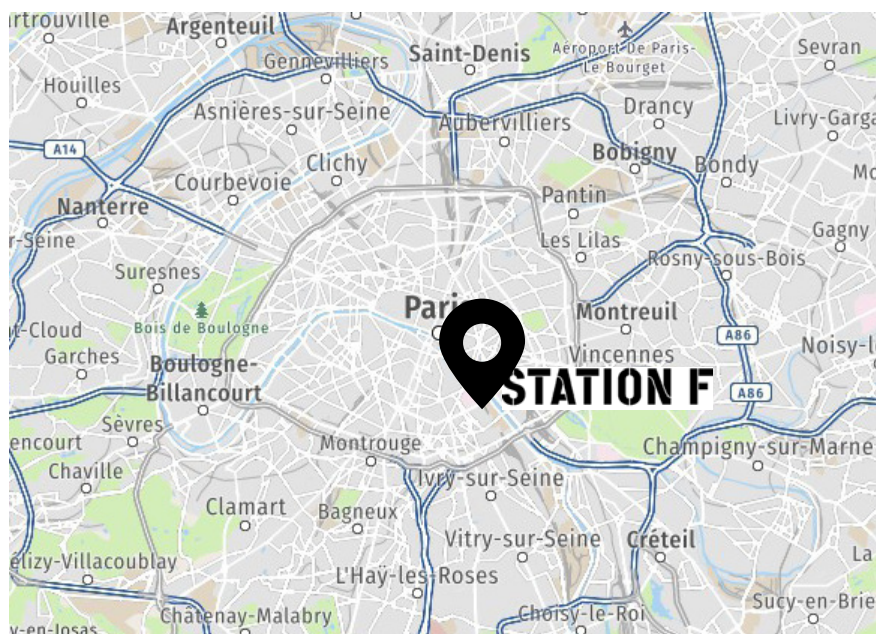 Argenteuil
Gennevilliers
Saint-Denis
Aéroport De Paris-
Le Bourget
Sevran
Houilles
Asnières-sur-Seine
Aubervilliers
Drancy
A14
Clichy
Bobigny
Bondy
Courbevoie
Nanterre
Pantin
Les Lilas
Gagny
Rosny-sous-Bois
Suresnes
Bois de Boulogne
Montreuil
A86
Garches
Boulogne-
Billancourt
Vincennes
STATION F
A86
Sèvres
Montrouge
Champigny-sur-Marne
Chaville
Ivry-sur-Seine
Clamart
Bagneux
Vitry-sur-Seine
Créteil
L'Haÿ-les-Roses
Châtenay-Malabry
Choisy-le-Roi
Sucy-en-Brie